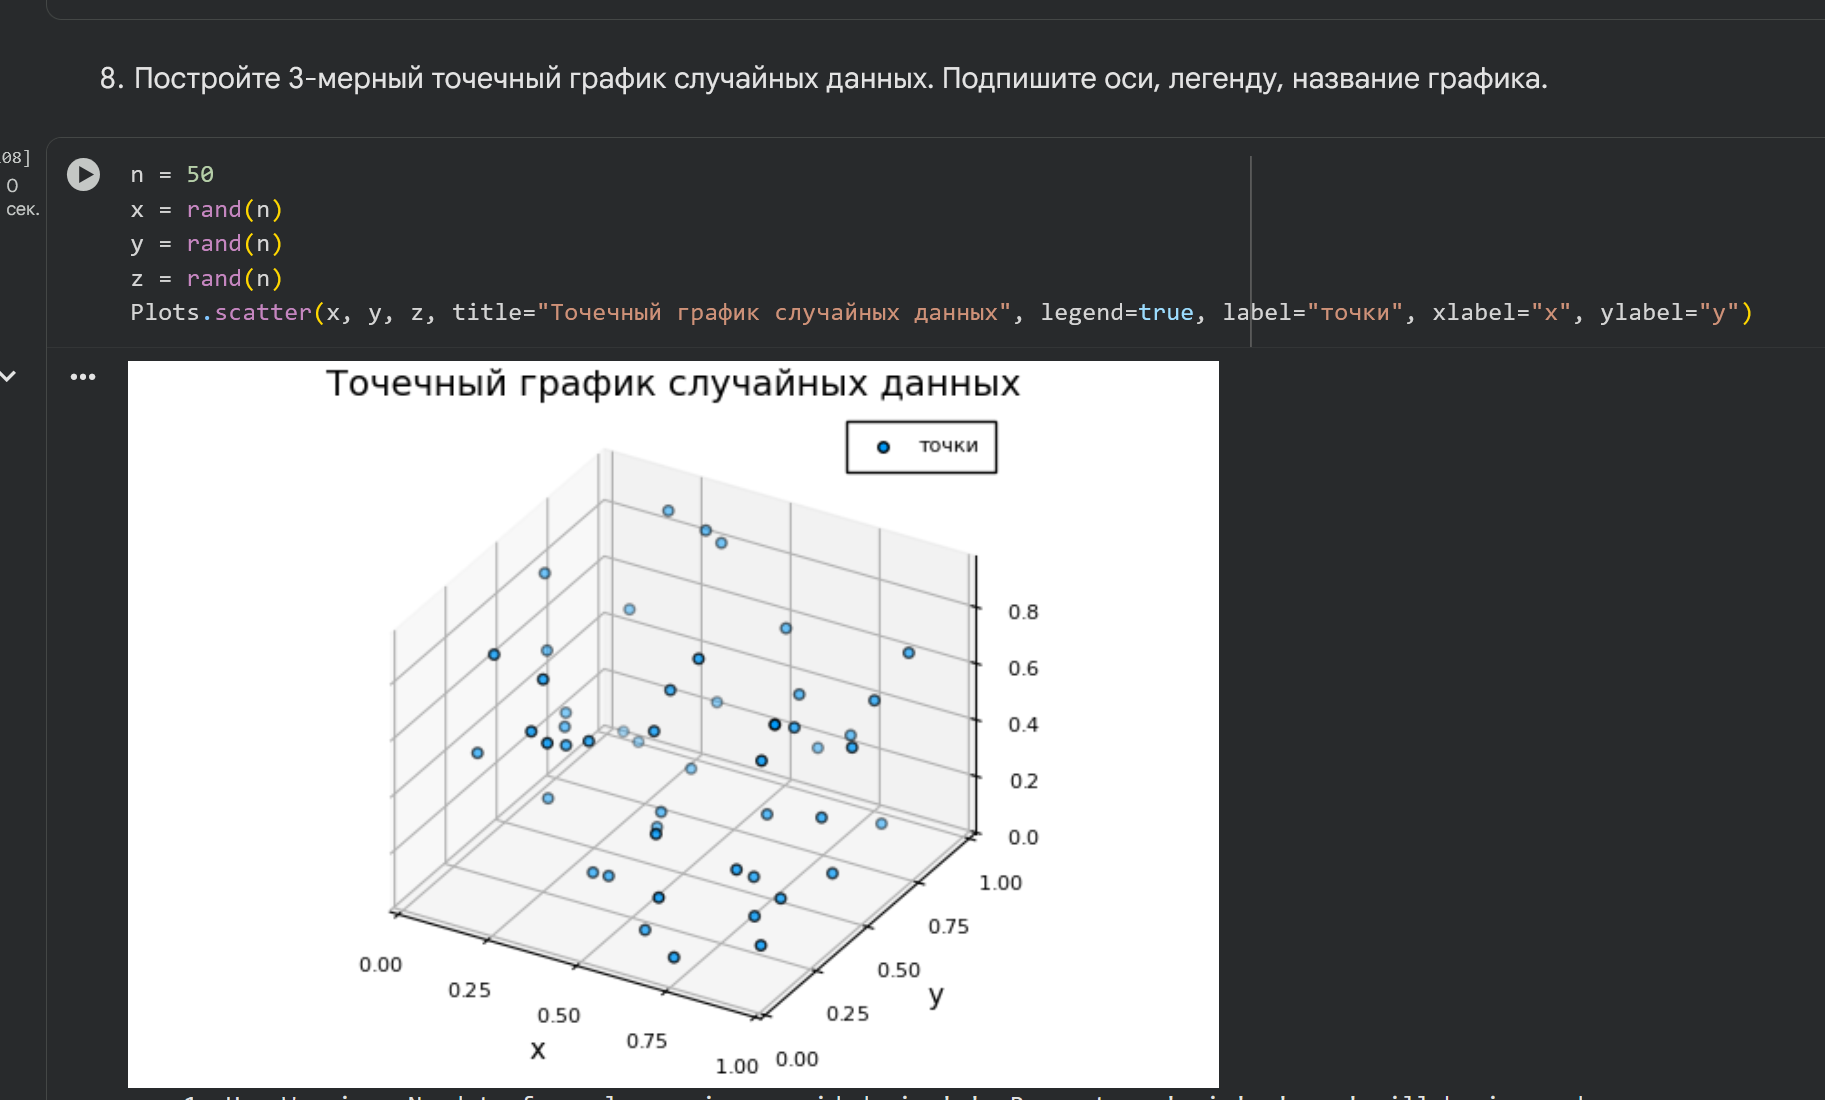 8. Постройте 3-мерный точечный график случайных данных. Подпишите оси, легенду, название графика.
08]
0
сек.
n = 50
x = rand(n)
y = rand(n)
z = rand(n)
Plots.scatter(x, y, z, title="Точечный график случайных данных", legend=true, label="точки", xlabel="x", ylabel="y")
Точечный график случайных данных
точки
0.8
0.6
0.4
0.2
0.0
1.00
0.75
0.50
0.25
0.00
y
0.00
0.25
0.50
0.75
1.00
x